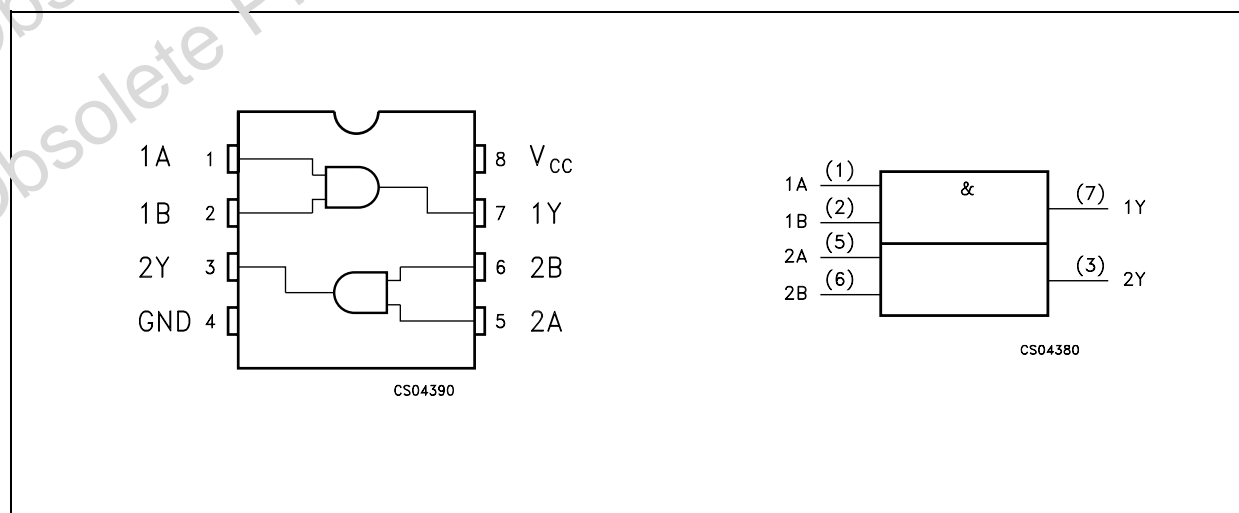 obsolete P
obsolete
1A 1
1B 2
2Y 3
GND 4
8 VCC
7 1Y
6 2B
5 2A
CS04390
1A (1)
1B (2)
2A (5)
2B (6)
&
(7) 1Y
(3) 2Y
CS04380